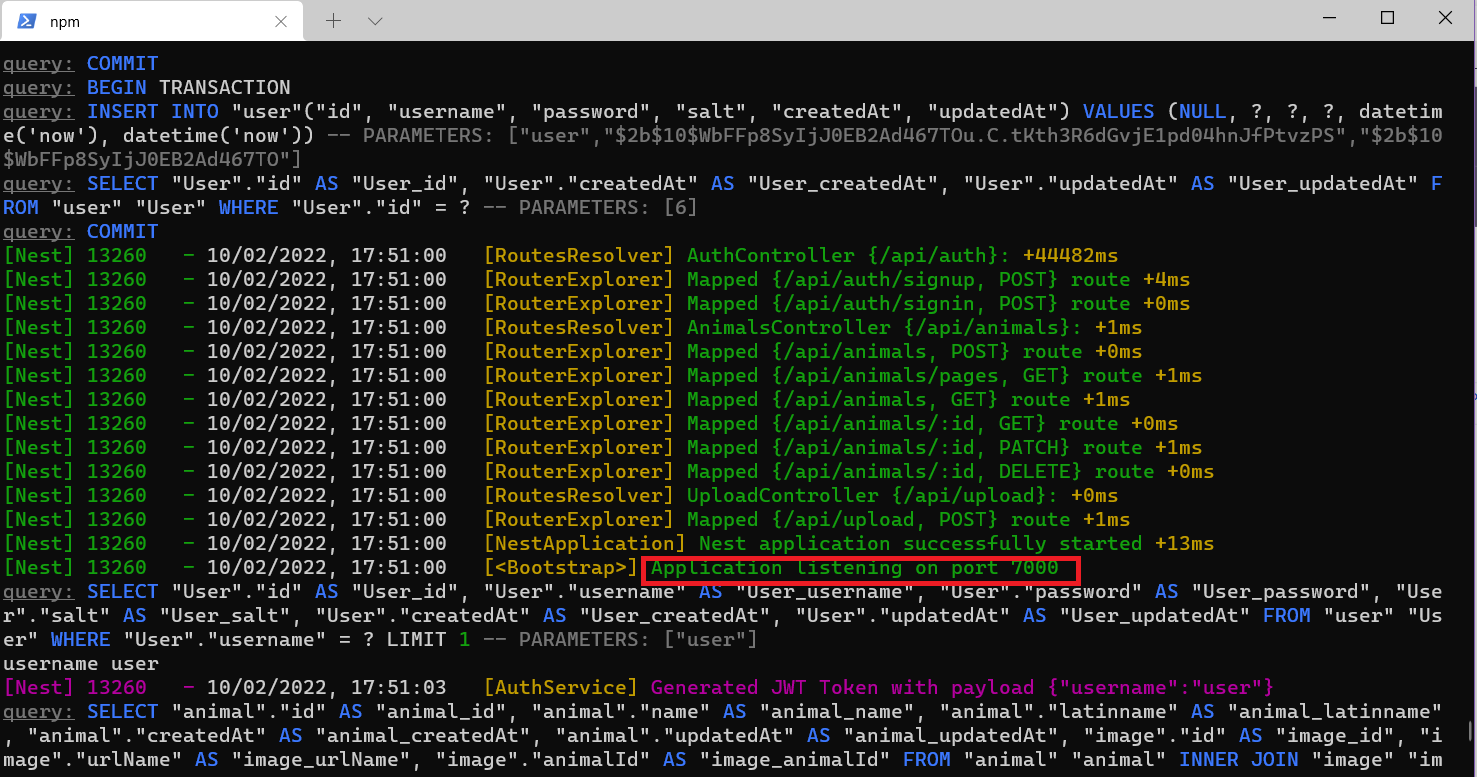 npm
query: COMMIT
query: BEGIN TRANSACTION
query: INSERT INTO "user"("id", "username", "password", "salt", "createdAt", "updatedAt") VALUES (NULL, ?, ?, ?, datetim
e('now'), datetime('now')) -- PARAMETERS: ["user","$2b$10$WbFFp8SyIjJ0EB2Ad467TOu.C.tKth3R6dGvjE1pd04hnJfPtvzPS","$2b$10
$WbFFp8SyIjJ0EB2Ad467TO"]
query: SELECT "User"."id" AS "User_id", "User"."createdAt" AS "User_createdAt", "User"."updatedAt" AS "User_updatedAt" F
ROM "user" "User" WHERE "User"."id" = ? -- PARAMETERS: [6]
query: COMMIT
[Nest] 13260   - 10/02/2022, 17:51:00   [RoutesResolver] AuthController {/api/auth}: +44482ms
[Nest] 13260   - 10/02/2022, 17:51:00   [RouterExplorer] Mapped {/api/auth/signup, POST} route +4ms
[Nest] 13260   - 10/02/2022, 17:51:00   [RouterExplorer] Mapped {/api/auth/signin, POST} route +0ms
[Nest] 13260   - 10/02/2022, 17:51:00   [RoutesResolver] AnimalsController {/api/animals}: +1ms
[Nest] 13260   - 10/02/2022, 17:51:00   [RouterExplorer] Mapped {/api/animals, POST} route +0ms
[Nest] 13260   - 10/02/2022, 17:51:00   [RouterExplorer] Mapped {/api/animals/pages, GET} route +1ms
[Nest] 13260   - 10/02/2022, 17:51:00   [RouterExplorer] Mapped {/api/animals, GET} route +1ms
[Nest] 13260   - 10/02/2022, 17:51:00   [RouterExplorer] Mapped {/api/animals/:id, GET} route +0ms
[Nest] 13260   - 10/02/2022, 17:51:00   [RouterExplorer] Mapped {/api/animals/:id, PATCH} route +1ms
[Nest] 13260   - 10/02/2022, 17:51:00   [RouterExplorer] Mapped {/api/animals/:id, DELETE} route +0ms
[Nest] 13260   - 10/02/2022, 17:51:00   [RoutesResolver] UploadController {/api/upload}: +0ms
[Nest] 13260   - 10/02/2022, 17:51:00   [RouterExplorer] Mapped {/api/upload, POST} route +1ms
[Nest] 13260   - 10/02/2022, 17:51:00   [NestApplication] Nest application successfully started +13ms
[Nest] 13260   - 10/02/2022, 17:51:00   [<Bootstrap>] Application listening on port 7000
query: SELECT "User"."id" AS "User_id", "User"."username" AS "User_username", "User"."password" AS "User_password", "Use
r"."salt" AS "User_salt", "User"."createdAt" AS "User_createdAt", "User"."updatedAt" AS "User_updatedAt" FROM "user" "Us
er" WHERE "User"."username" = ? LIMIT 1 -- PARAMETERS: ["user"]
username user
[Nest] 13260   - 10/02/2022, 17:51:03   [AuthService] Generated JWT Token with payload {"username":"user"}
query: SELECT "animal"."id" AS "animal_id", "animal"."name" AS "animal_name", "animal"."latinname" AS "animal_latinname"
, "animal"."createdAt" AS "animal_createdAt", "animal"."updatedAt" AS "animal_updatedAt", "image"."id" AS "image_id", "i
mage"."urlName" AS "image_urlName", "image"."animalId" AS "image_animalId" FROM "animal" "animal" INNER JOIN "image" "im